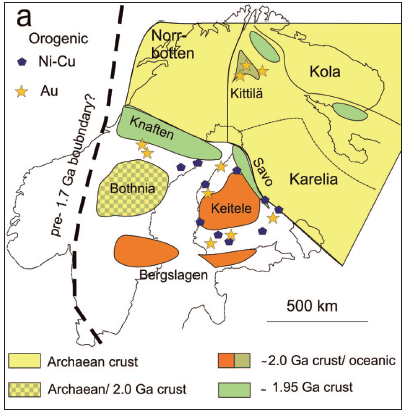 a
Orogenic
Ni-Cu
Au
pre- 1.7 Ga boubondary?
Norr-
botten
Kola
Kittilä
Knaften
Savo
Karelia
Bothnia
Keitele
Bergslagen
500 km
Archaean crust
~2.0 Ga crust/ oceanic
Archaean/ 2.0 Ga crust
~ 1.95 Ga crust